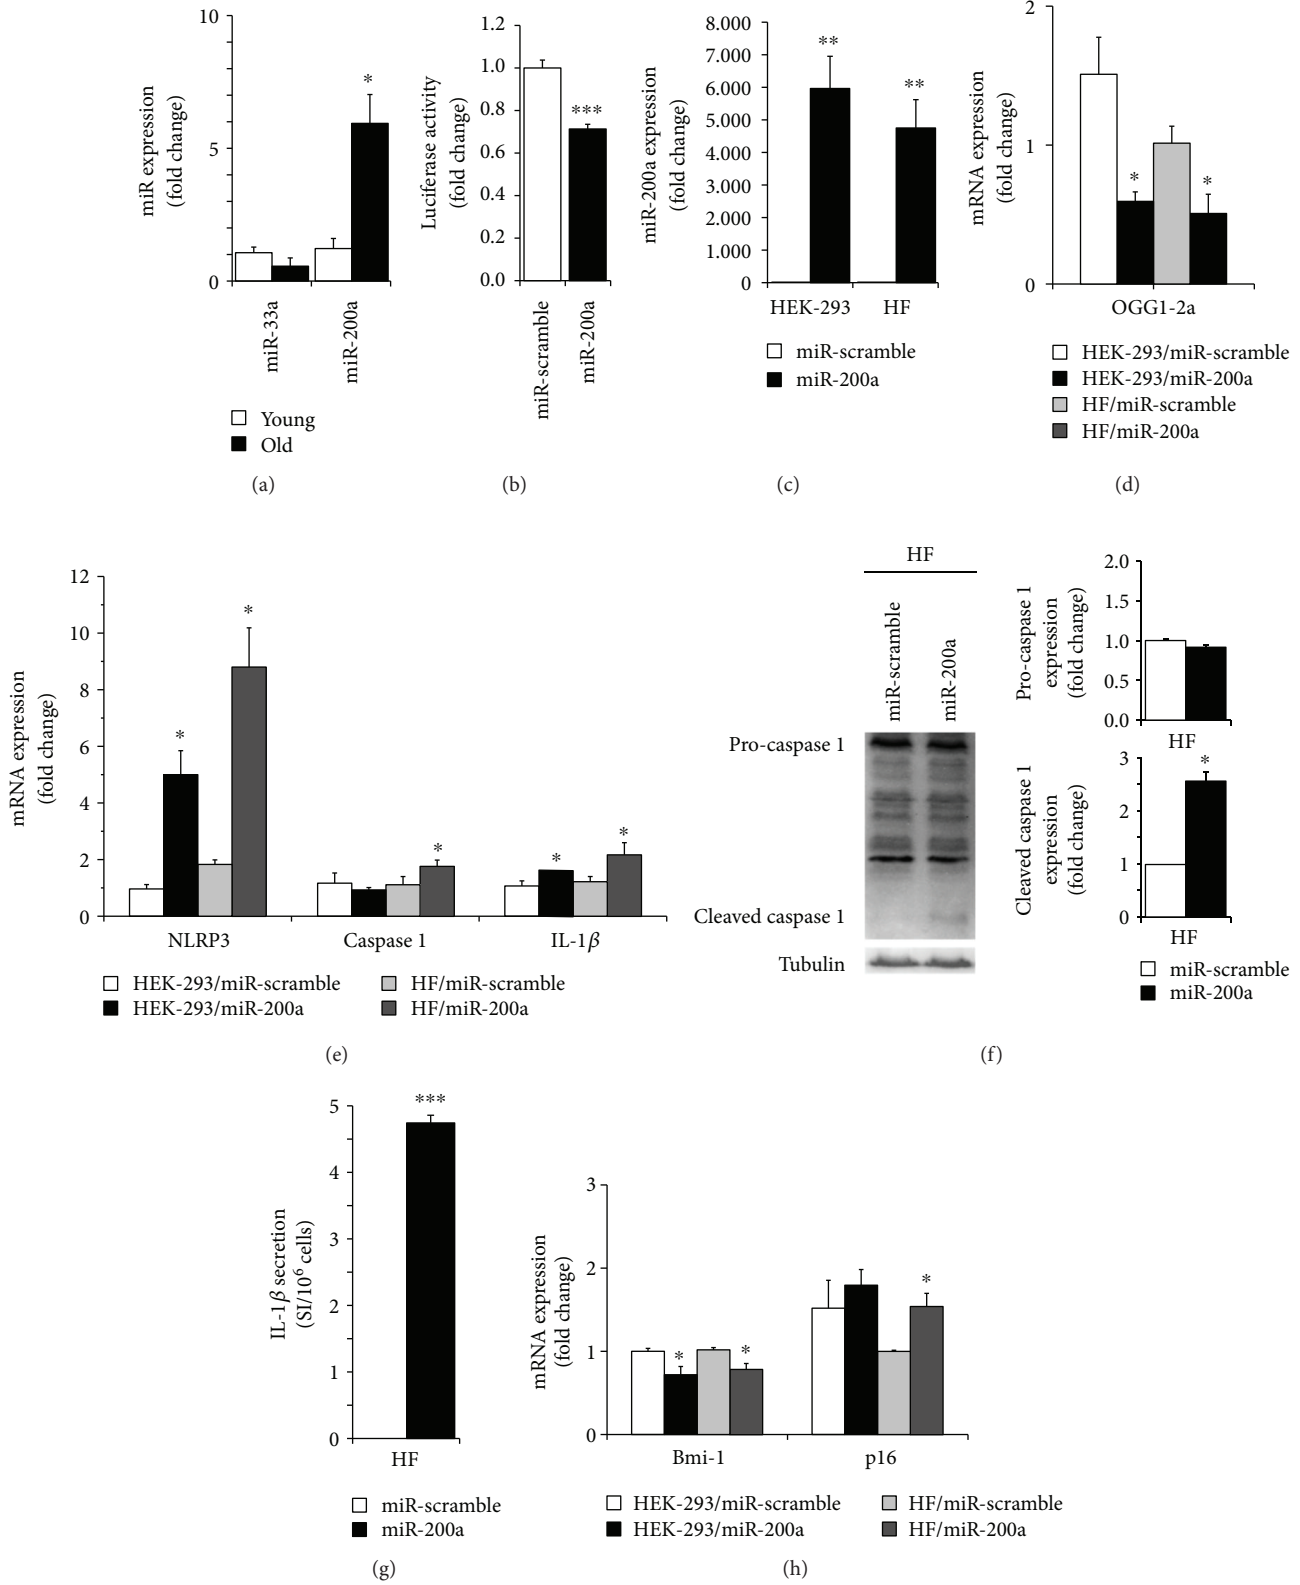 10
5
0
miR expression
(fold change)
*
miR-33a
miR-200a
Young
Old
(a)
1.2
1.0
0.8
0.6
0.4
0.2
0.0
Luciferase activity
(fold change)
***
miR-scramble
miR-200a
(b)
8.000
7.000
6.000
5.000
4.000
3.000
2.000
1.000
0
miR-200a expression
(fold change)
**
**
HEK-293
HF
miR-scramble
miR-200a
(c)
2
1
0
mRNA expression
(fold change)
*
*
OGG1-2a
HEK-293/miR-scramble
HEK-293/miR-200a
HF/miR-scramble
HF/miR-200a
(d)
12
10
8
6
4
2
0
mRNA expression
(fold change)
*
*
*
*
*
NLRP3
Caspase 1
IL-1β
HEK-293/miR-scramble
HEK-293/miR-200a
HF/miR-scramble
HF/miR-200a
(e)
HF
miR-scramble
miR-200a
Pro-caspase 1
Cleaved caspase 1
Tubulin
2.0
1.5
1.0
0.5
0.0
Pro-caspase 1
expression
(fold change)
HF
3
2
1
0
Cleaved caspase 1
expression
(fold change)
*
HF
miR-scramble
miR-200a
(f)
5
4
3
2
1
0
IL-1β secretion
(SI/10⁶ cells)
***
HF
miR-scramble
miR-200a
(g)
3
2
1
0
mRNA expression
(fold change)
*
*
*
Bmi-1
p16
HEK-293/miR-scramble
HEK-293/miR-200a
HF/miR-scramble
HF/miR-200a
(h)